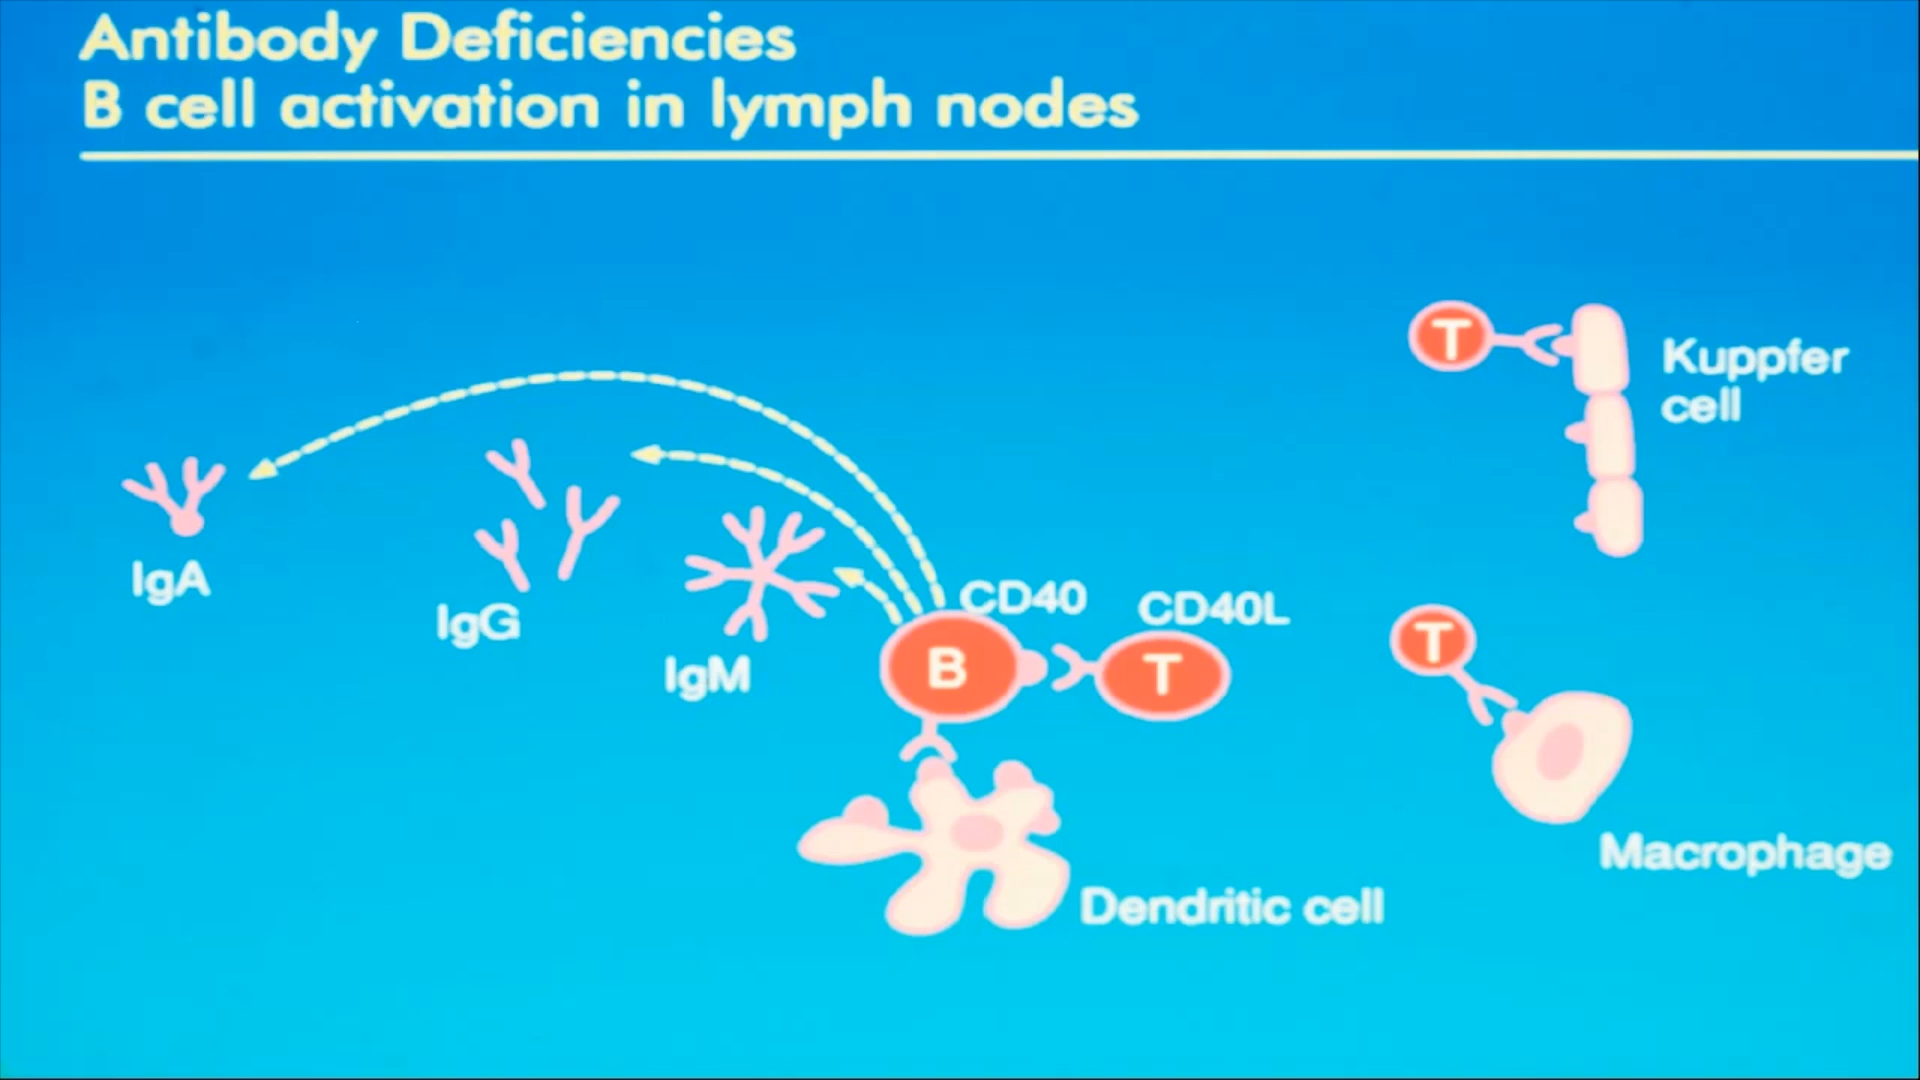 Antibody Deficiencies
B cell activation in lymph nodes
T
Kuppfer
cell
IgA
IgG
IgM
CD40
CD40L
B
T
T
Macrophage
Dendritic cell